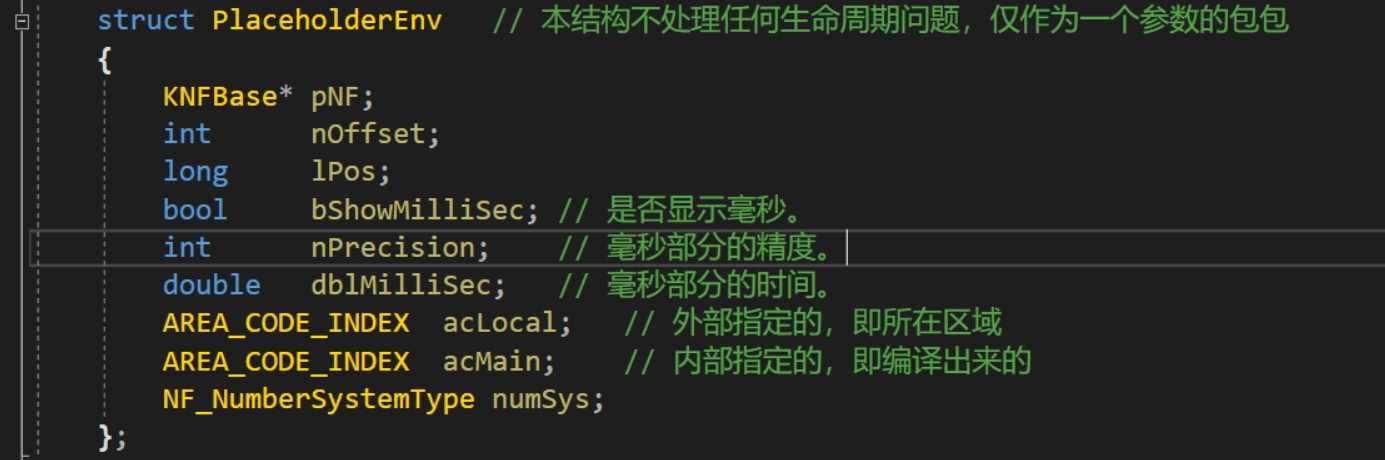 struct PlaceholderEnv // 本结构不处理任何生命周期问题，仅作为一个参数的包包
{
KNFBase* pNF;
int nOffset;
long lPos;
bool bShowMilliSec; // 是否显示毫秒。
int nPrecision; // 毫秒部分的精度。
double dblMilliSec; // 毫秒部分的时间。
AREA_CODE_INDEX acLocal; // 外部指定的，即所在区域
AREA_CODE_INDEX acMain; // 内部指定的，即编译出来的
NF_NumberSystemType numSys;
};